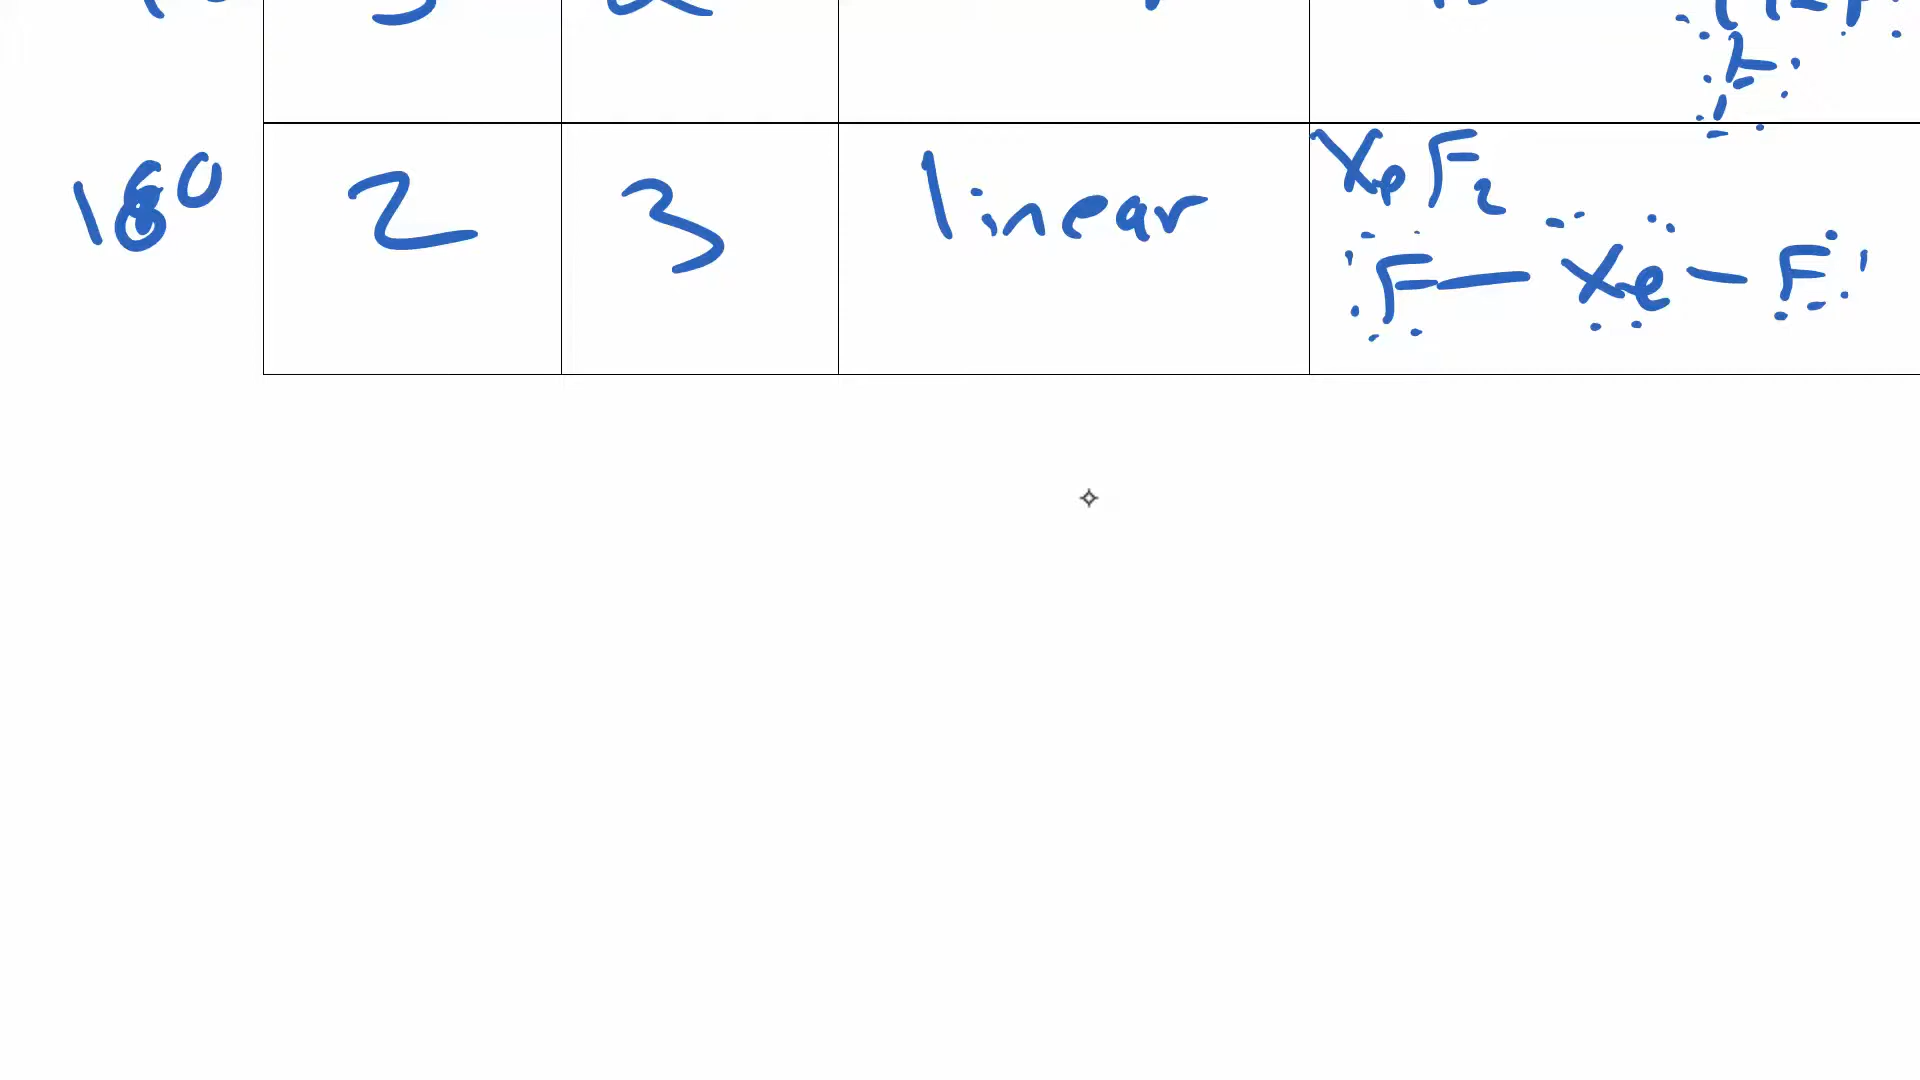 180 2 3 linear XeF2
F — Xe — F